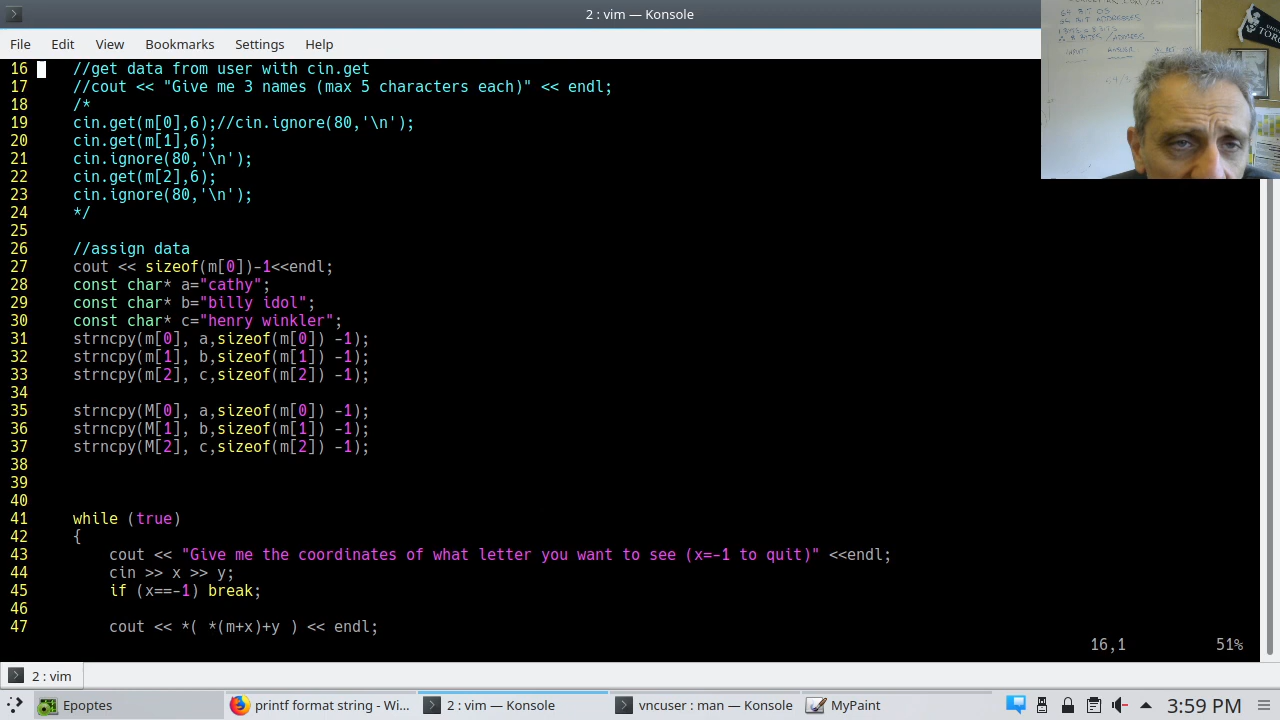 2 : vim — Konsole
File Edit View Bookmarks Settings Help
16 //get data from user with cin.get
17 //cout << "Give me 3 names (max 5 characters each)" << endl;
18 /*
19 cin.get(m[0],6);//cin.ignore(80,'\n');
20 cin.get(m[1],6);
21 cin.ignore(80,'\n');
22 cin.get(m[2],6);
23 cin.ignore(80,'\n');
24 */
25
26 //assign data
27 cout << sizeof(m[0])-1<<endl;
28 const char* a="cathy";
29 const char* b="billy idol";
30 const char* c="henry winkler";
31 strncpy(m[0], a,sizeof(m[0]) -1);
32 strncpy(m[1], b,sizeof(m[1]) -1);
33 strncpy(m[2], c,sizeof(m[2]) -1);
34
35 strncpy(M[0], a,sizeof(m[0]) -1);
36 strncpy(M[1], b,sizeof(m[1]) -1);
37 strncpy(M[2], c,sizeof(m[2]) -1);
38
39
40
41 while (true)
42 {
43 cout << "Give me the coordinates of what letter you want to see (x=-1 to quit)" <<endl;
44 cin >> x >> y;
45 if (x==-1) break;
46
47 cout << *( *(m+x)+y ) << endl;
16,1 51%
2 : vim
Epoptes printf format string - Wi... 2 : vim — Konsole vncuser : man — Konsole MyPaint 3:59 PM
64 BIT OS
64 BIT ADDRESSES
TORO